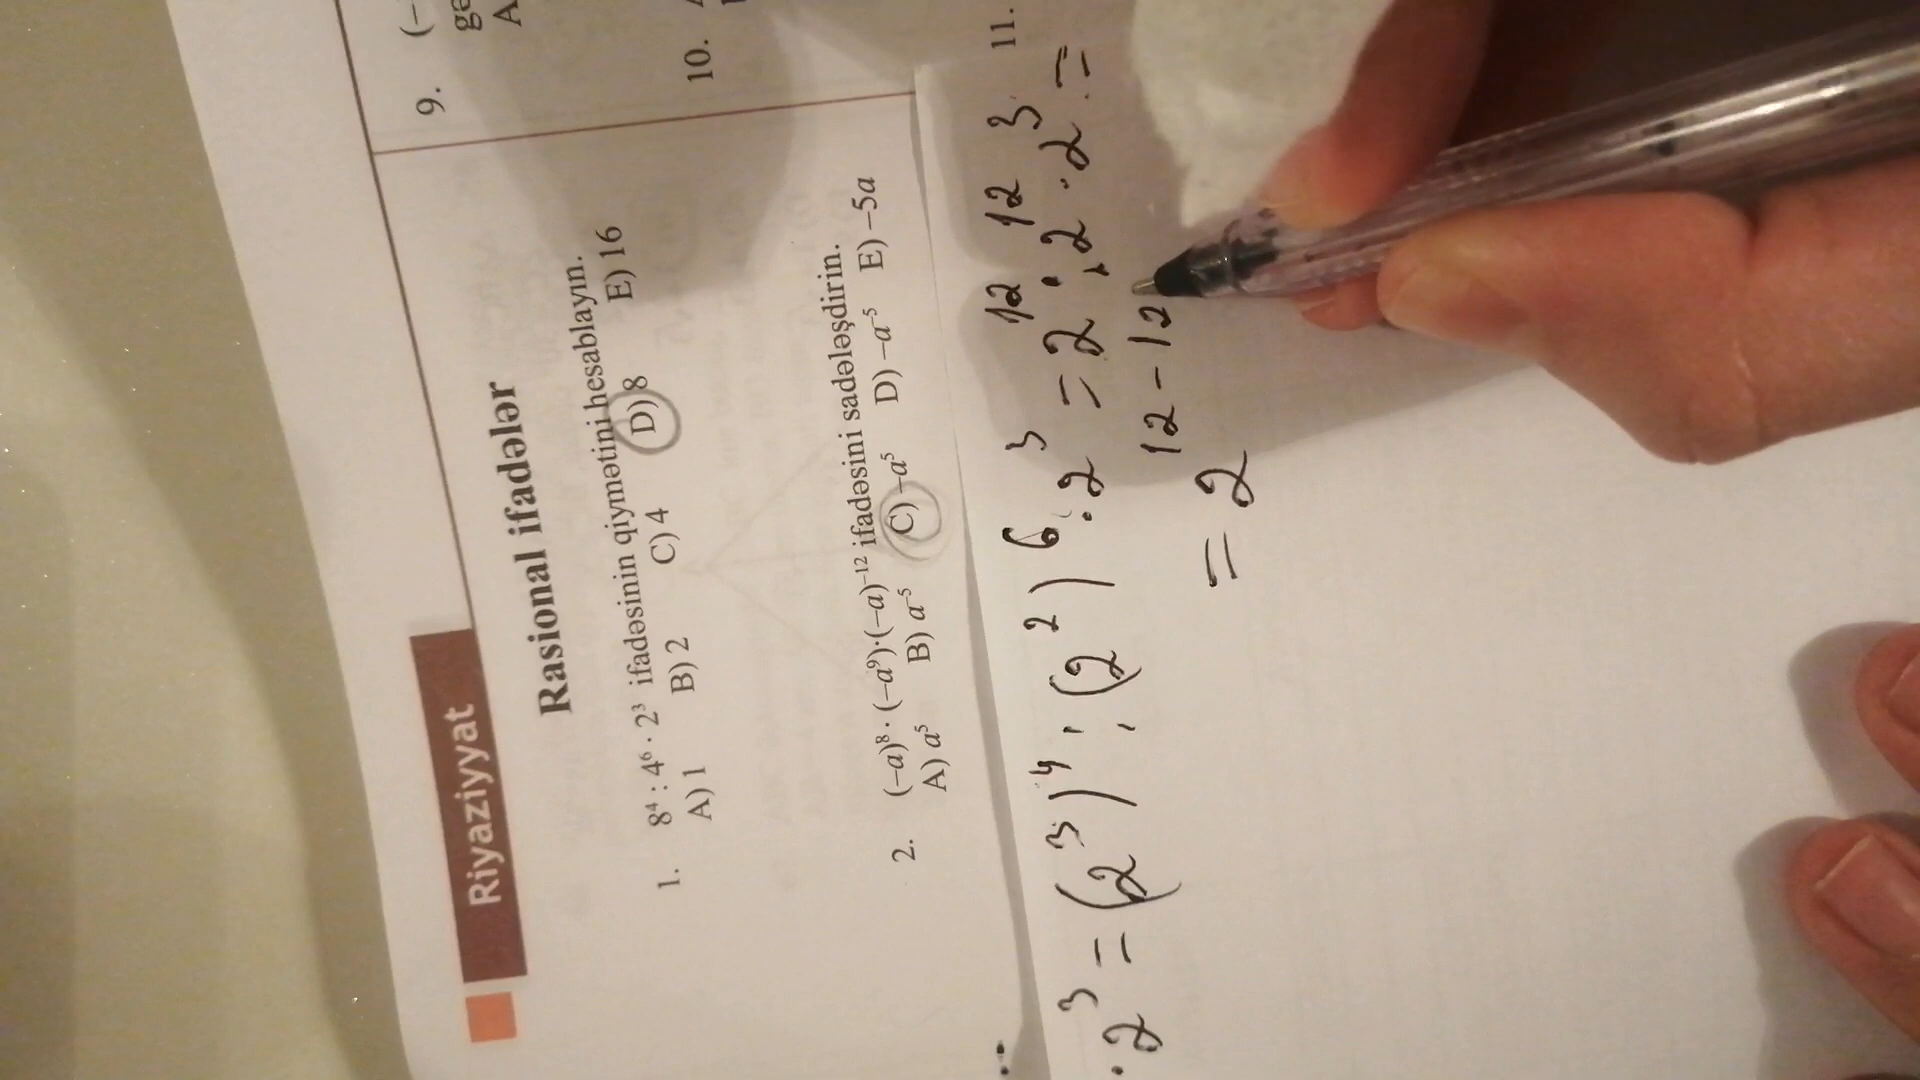 Riyaziyyat
Rasional ifadələr
1. 8⁴ : 4⁶ · 2³ ifadəsinin qiymətini hesablayın.
A) 1 B) 2 C) 4 D) 8 E) 16
2. (−a)⁸ · (−a⁹)·(−a)⁻¹² ifadəsini sadələşdirin.
A) a⁵ B) a⁻⁵ C) −a⁵ D) −a⁻⁵ E) −5a
· 2³ = (2³)⁴ : (2²)⁶ · 2³ = 2¹² : 2¹² · 2³ =
= 2¹²⁻¹²
9. (−
A
10.
11.